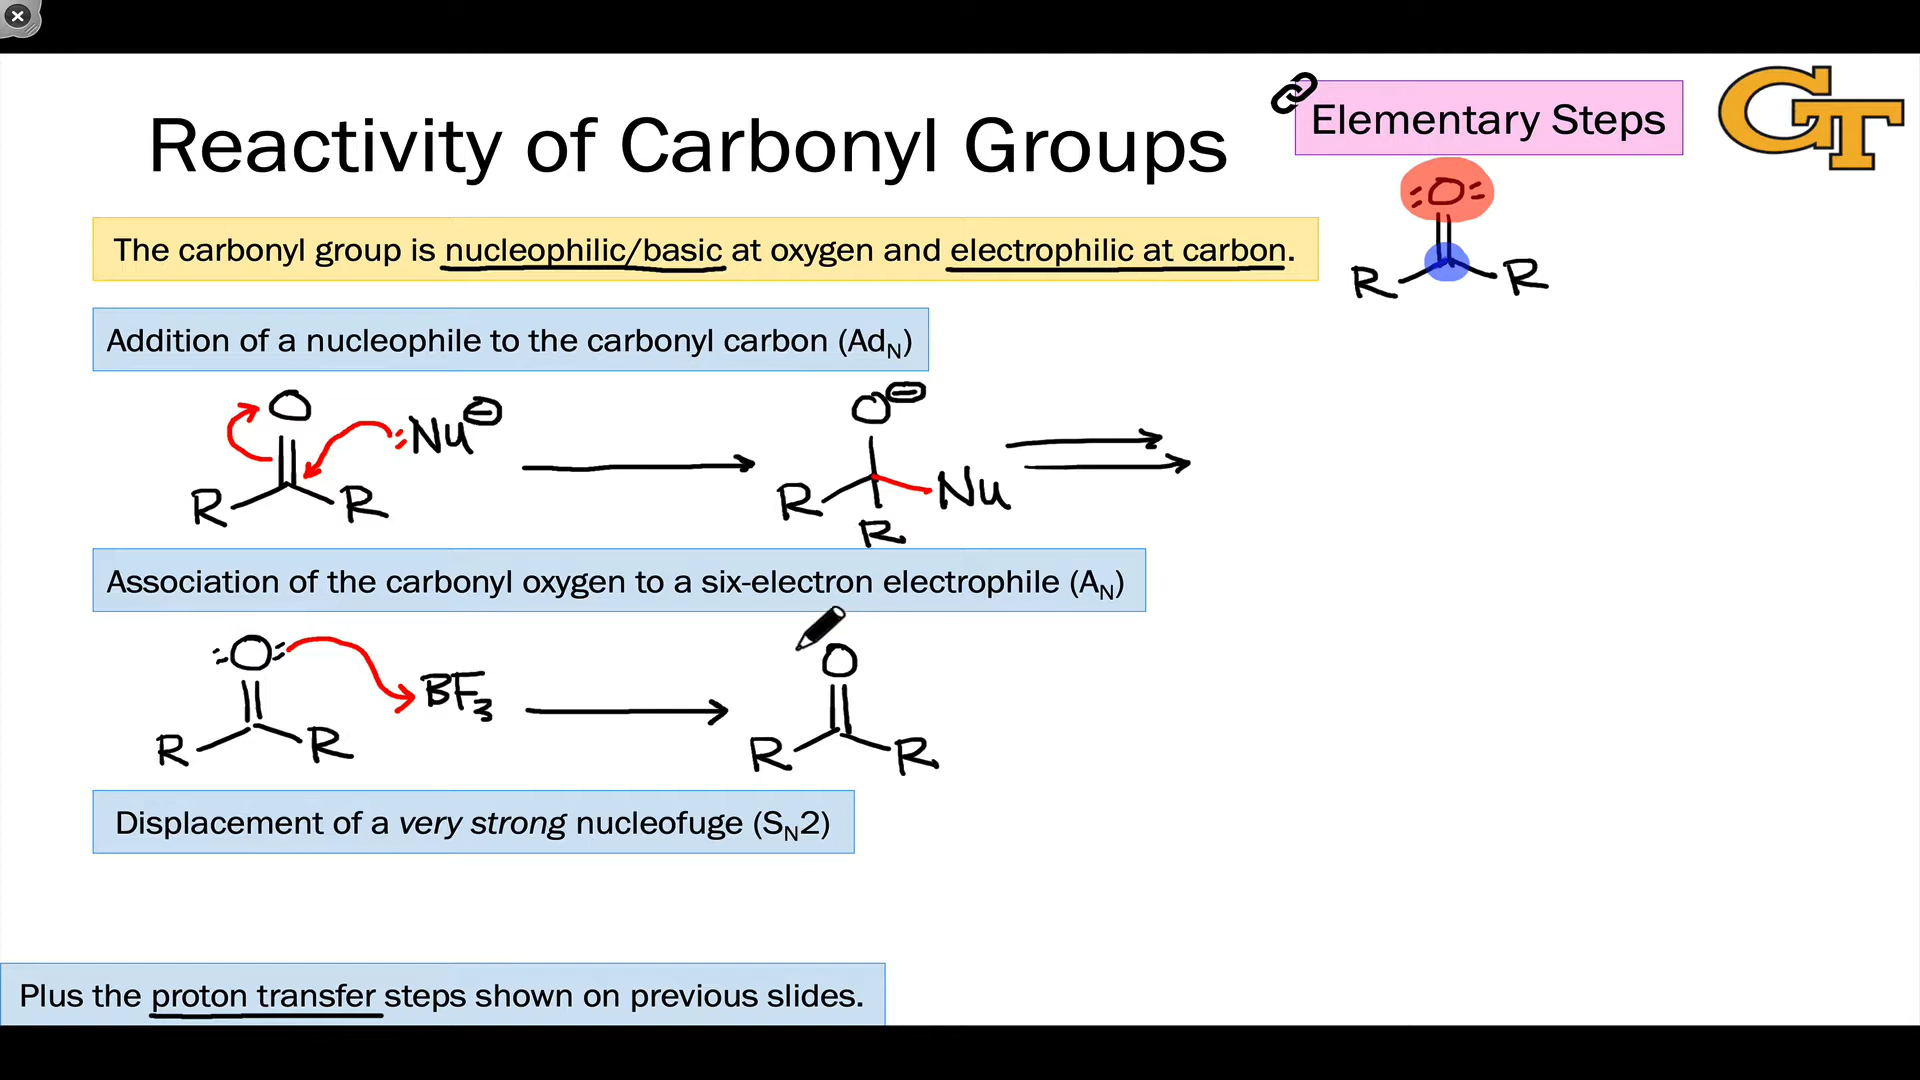 Reactivity of Carbonyl Groups
Elementary Steps
GT
:O:
R R
The carbonyl group is nucleophilic/basic at oxygen and electrophilic at carbon.
Addition of a nucleophile to the carbonyl carbon (AdN)
O :Nu⊖
R R
O⊖
R Nu
R
Association of the carbonyl oxygen to a six-electron electrophile (AN)
:O: BF3
R R
O
R R
Displacement of a very strong nucleofuge (SN2)
Plus the proton transfer steps shown on previous slides.